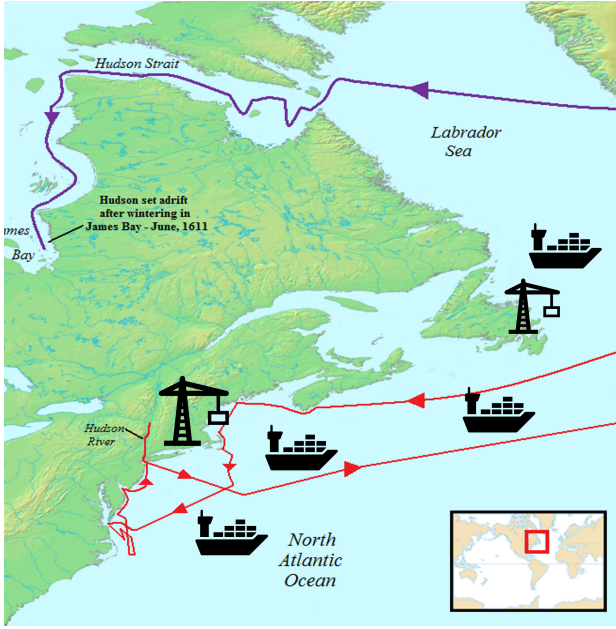 Hudson Strait
Labrador
Sea
Hudson set adrift
after wintering in
James Bay - June, 1611
ames
Bay
Hudson
River
North
Atlantic
Ocean